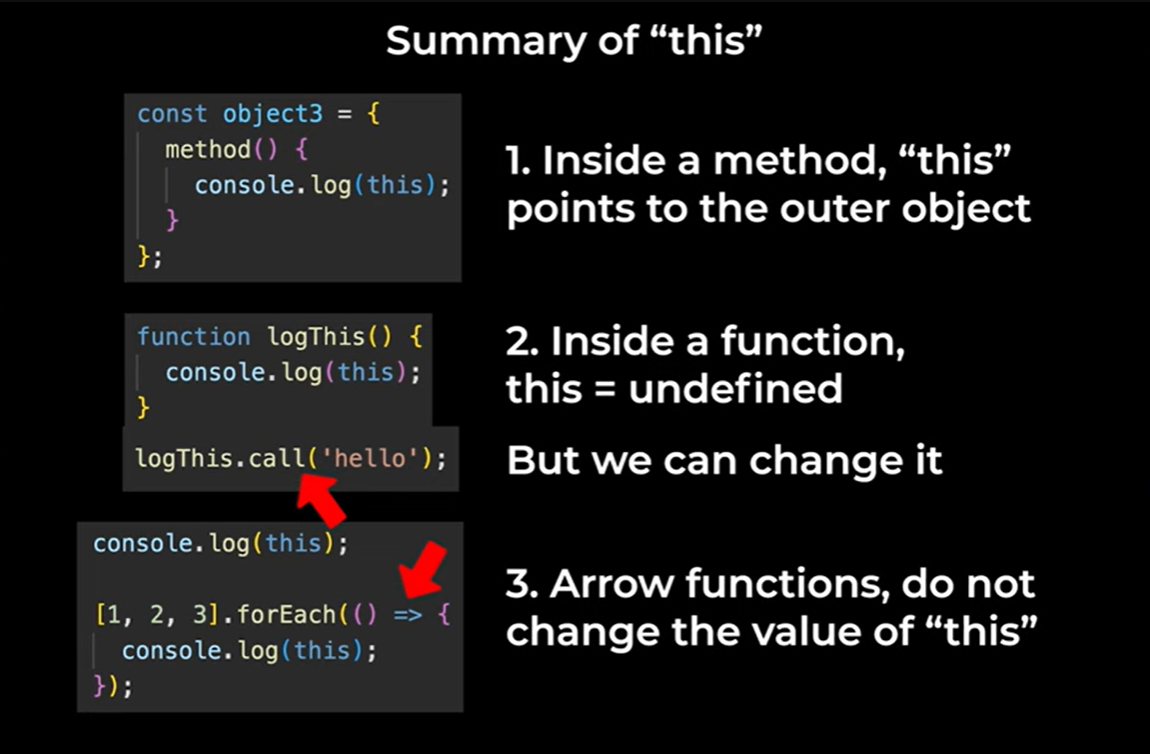 Summary of “this”
const object3 = {
method() {
console.log(this);
}
};
1. Inside a method, “this”
points to the outer object
function logThis() {
console.log(this);
}
logThis.call('hello');
2. Inside a function,
this = undefined
But we can change it
console.log(this);
[1, 2, 3].forEach(() => {
console.log(this);
});
3. Arrow functions, do not
change the value of “this”